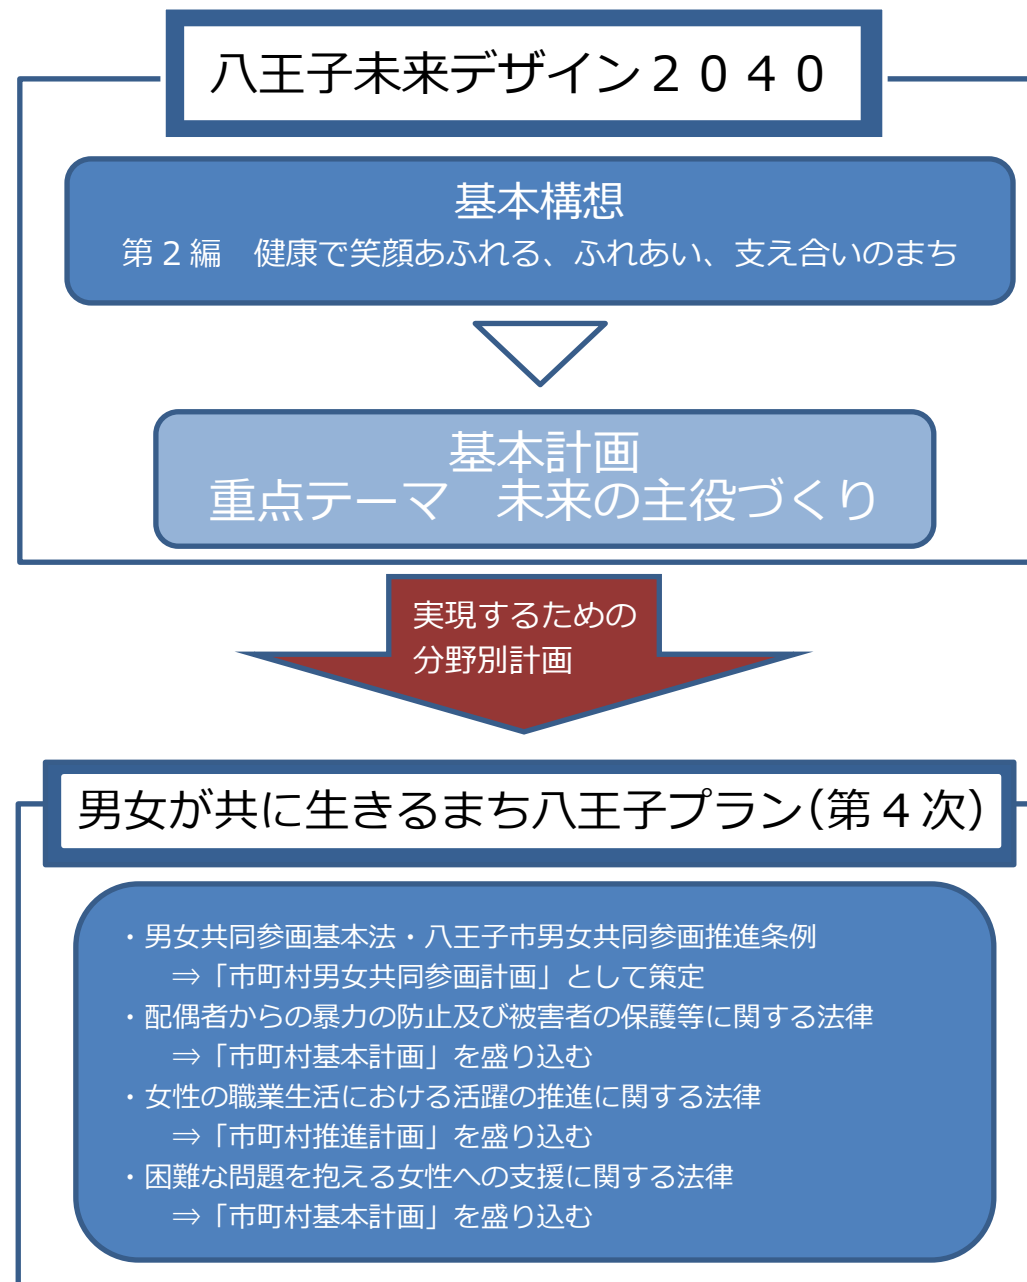 八王子未来デザイン２０４０
基本構想
第２編　健康で笑顔あふれる、ふれあい、支え合いのまち
基本計画
重点テーマ　未来の主役づくり
実現するための
分野別計画
男女が共に生きるまち八王子プラン（第４次）
・男女共同参画基本法・八王子市男女共同参画推進条例
⇒「市町村男女共同参画計画」として策定
・配偶者からの暴力の防止及び被害者の保護等に関する法律
⇒「市町村基本計画」を盛り込む
・女性の職業生活における活躍の推進に関する法律
⇒「市町村推進計画」を盛り込む
・困難な問題を抱える女性への支援に関する法律
⇒「市町村基本計画」を盛り込む